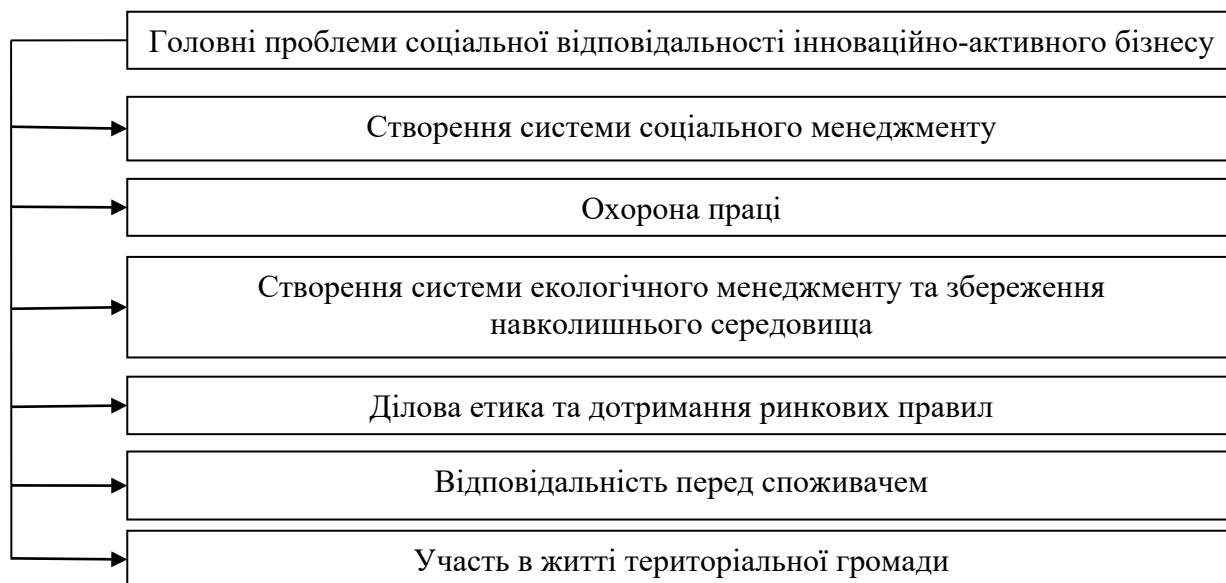 Головні проблеми соціальної відповідальності інноваційно-активного бізнесу
Створення системи соціального менеджменту
Охорона праці
Створення системи екологічного менеджменту та збереження
навколишнього середовища
Ділова етика та дотримання ринкових правил
Відповідальність перед споживачем
Участь в житті територіальної громади